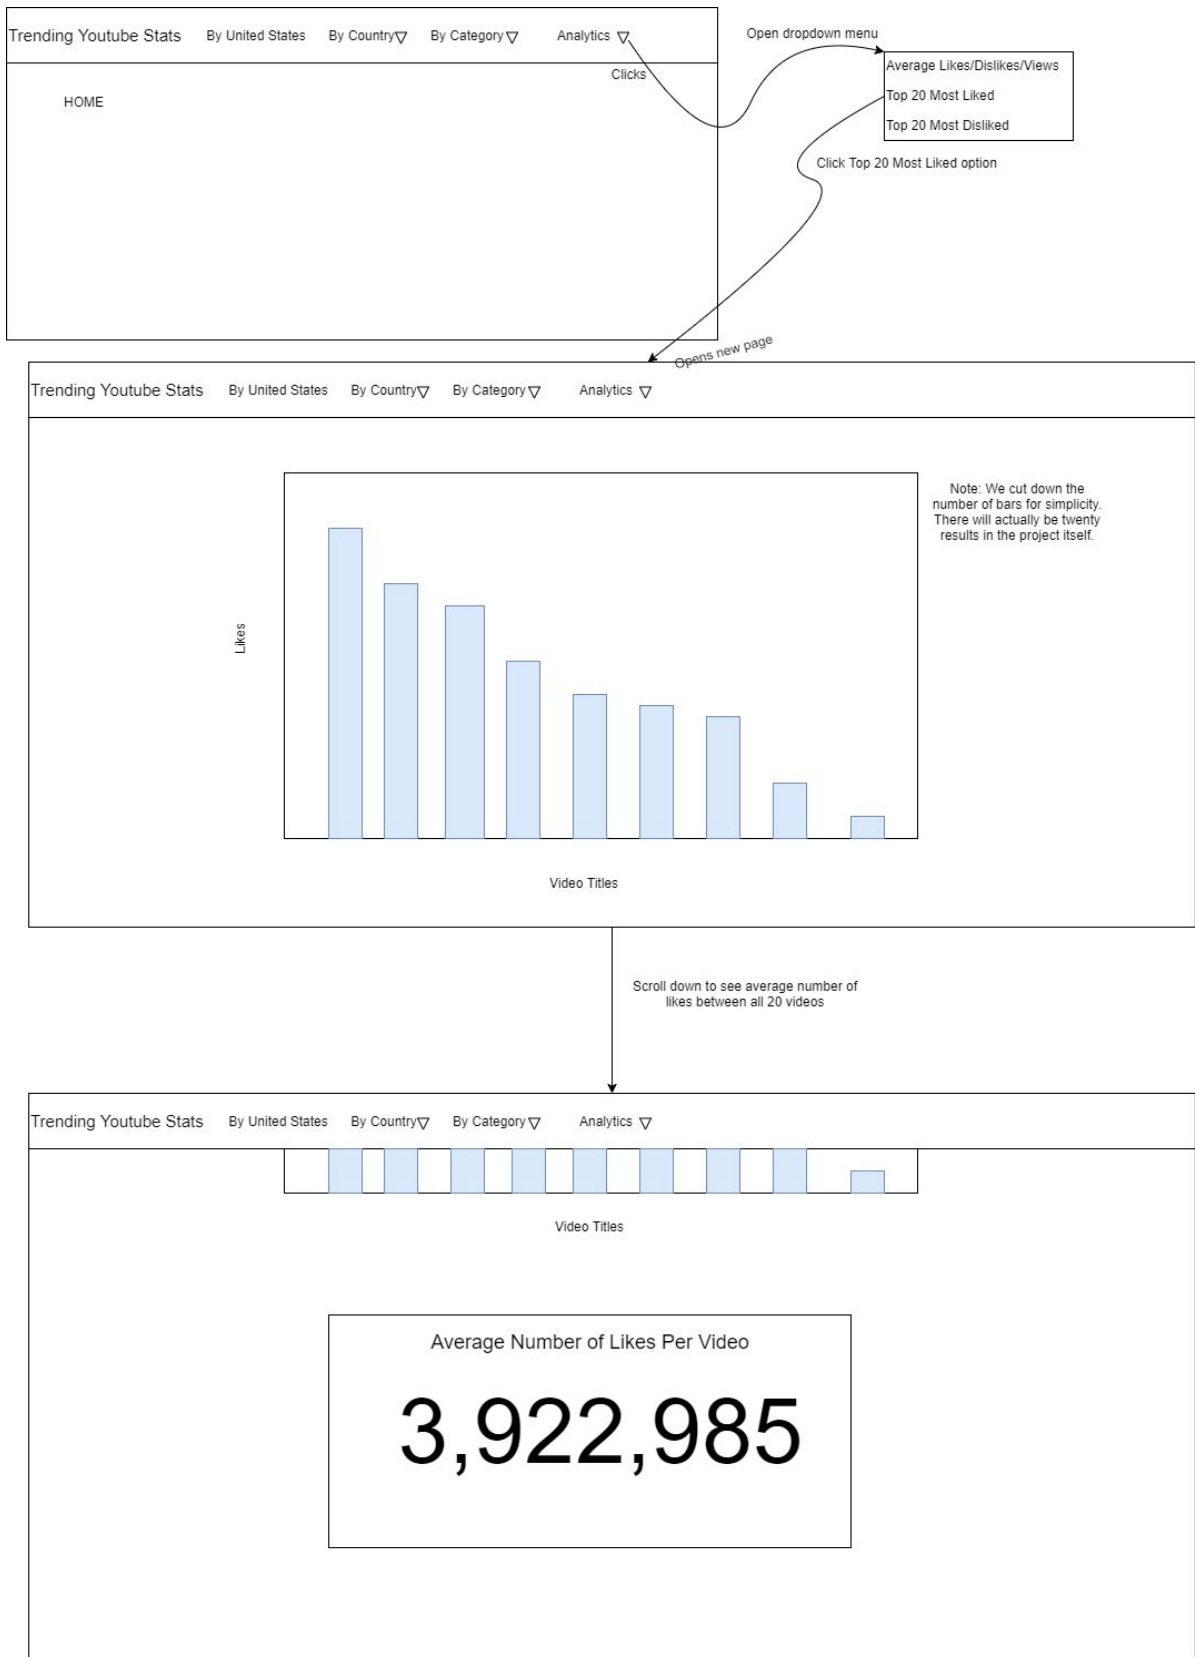 Trending Youtube Stats By United States By Country By Category Analytics
Open dropdown menu
Clicks
HOME
Average Likes/Dislikes/Views
Top 20 Most Liked
Top 20 Most Disliked
Click Top 20 Most Liked option
Opens new page
Trending Youtube Stats By United States By Country By Category Analytics
Note: We cut down the
number of bars for simplicity.
There will actually be twenty
results in the project itself.
Likes
Video Titles
Scroll down to see average number of
likes between all 20 videos
Trending Youtube Stats By United States By Country By Category Analytics
Video Titles
Average Number of Likes Per Video
3,922,985